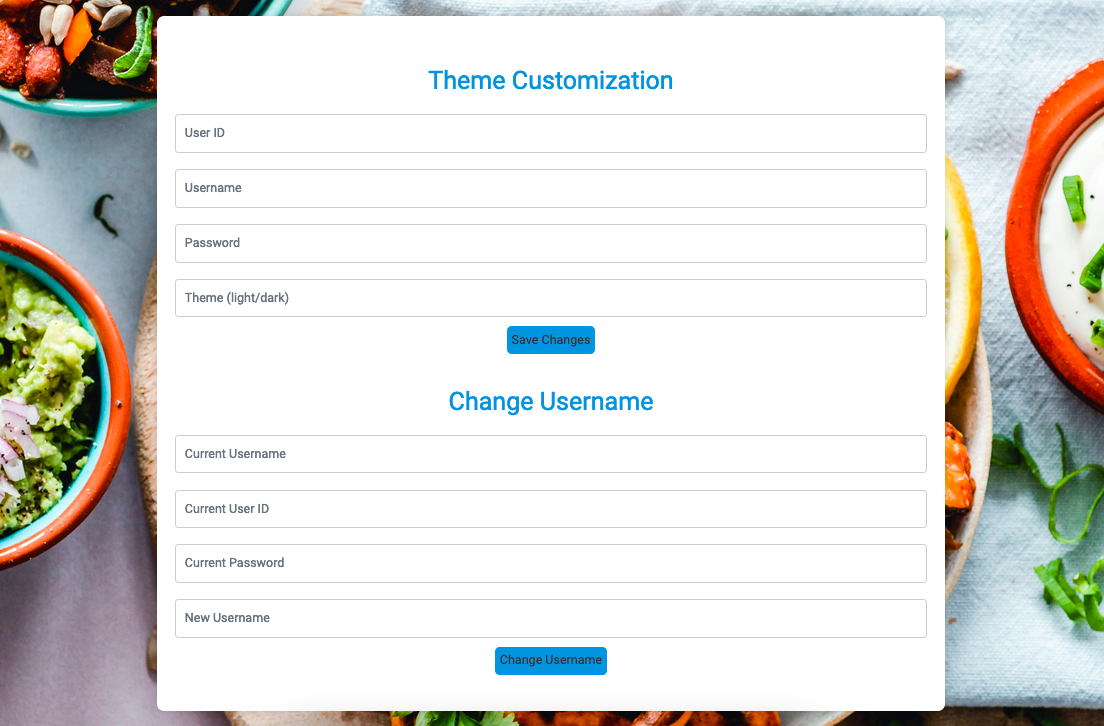 Theme Customization
User ID
Username
Password
Theme (light/dark)
Save Changes
Change Username
Current Username
Current User ID
Current Password
New Username
Change Username